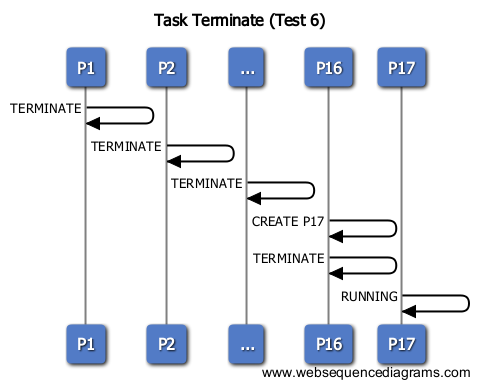 Task Terminate (Test 6)
P1 P2 ... P16 P17
TERMINATE
TERMINATE
TERMINATE
CREATE P17
TERMINATE
RUNNING
P1 P2 ... P16 P17
www.websequencediagrams.com